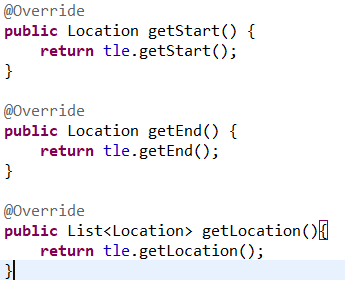 @Override
public Location getStart() {
    return tle.getStart();
}

@Override
public Location getEnd() {
    return tle.getEnd();
}

@Override
public List<Location> getLocation(){
    return tle.getLocation();
}